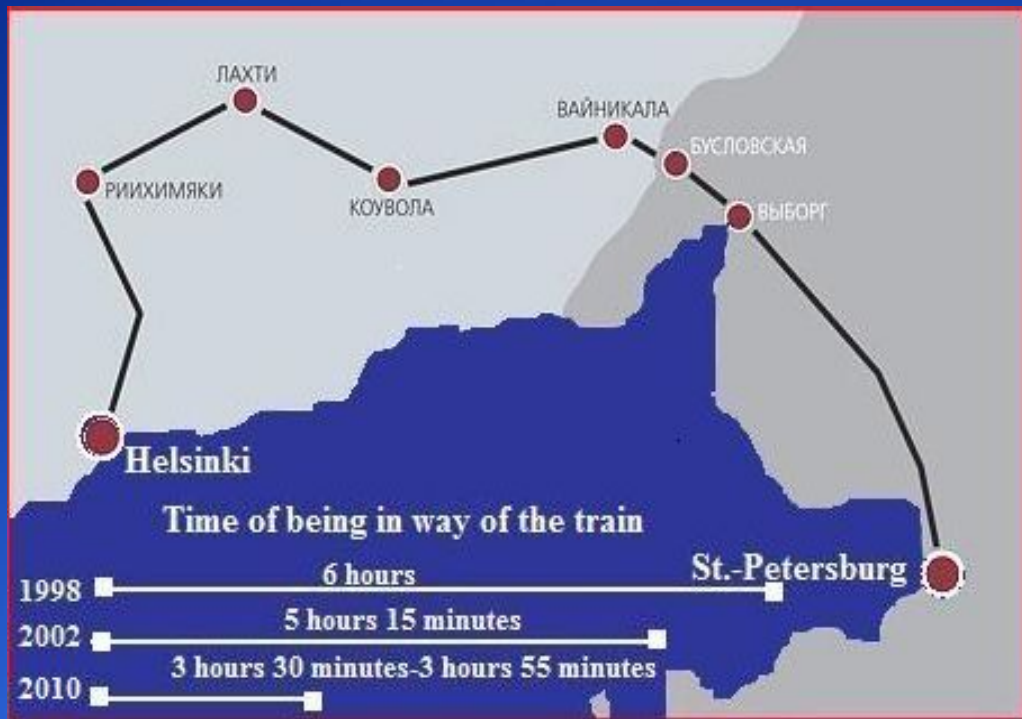 ЛАХТИ
ВАЙНИКАЛА
БУСЛОВСКАЯ
РИИХИМЯКИ
КОУВОЛА
ВЫБОРГ
Helsinki
Time of being in way of the train
St.-Petersburg
1998
6 hours
2002
5 hours 15 minutes
2010
3 hours 30 minutes-3 hours 55 minutes